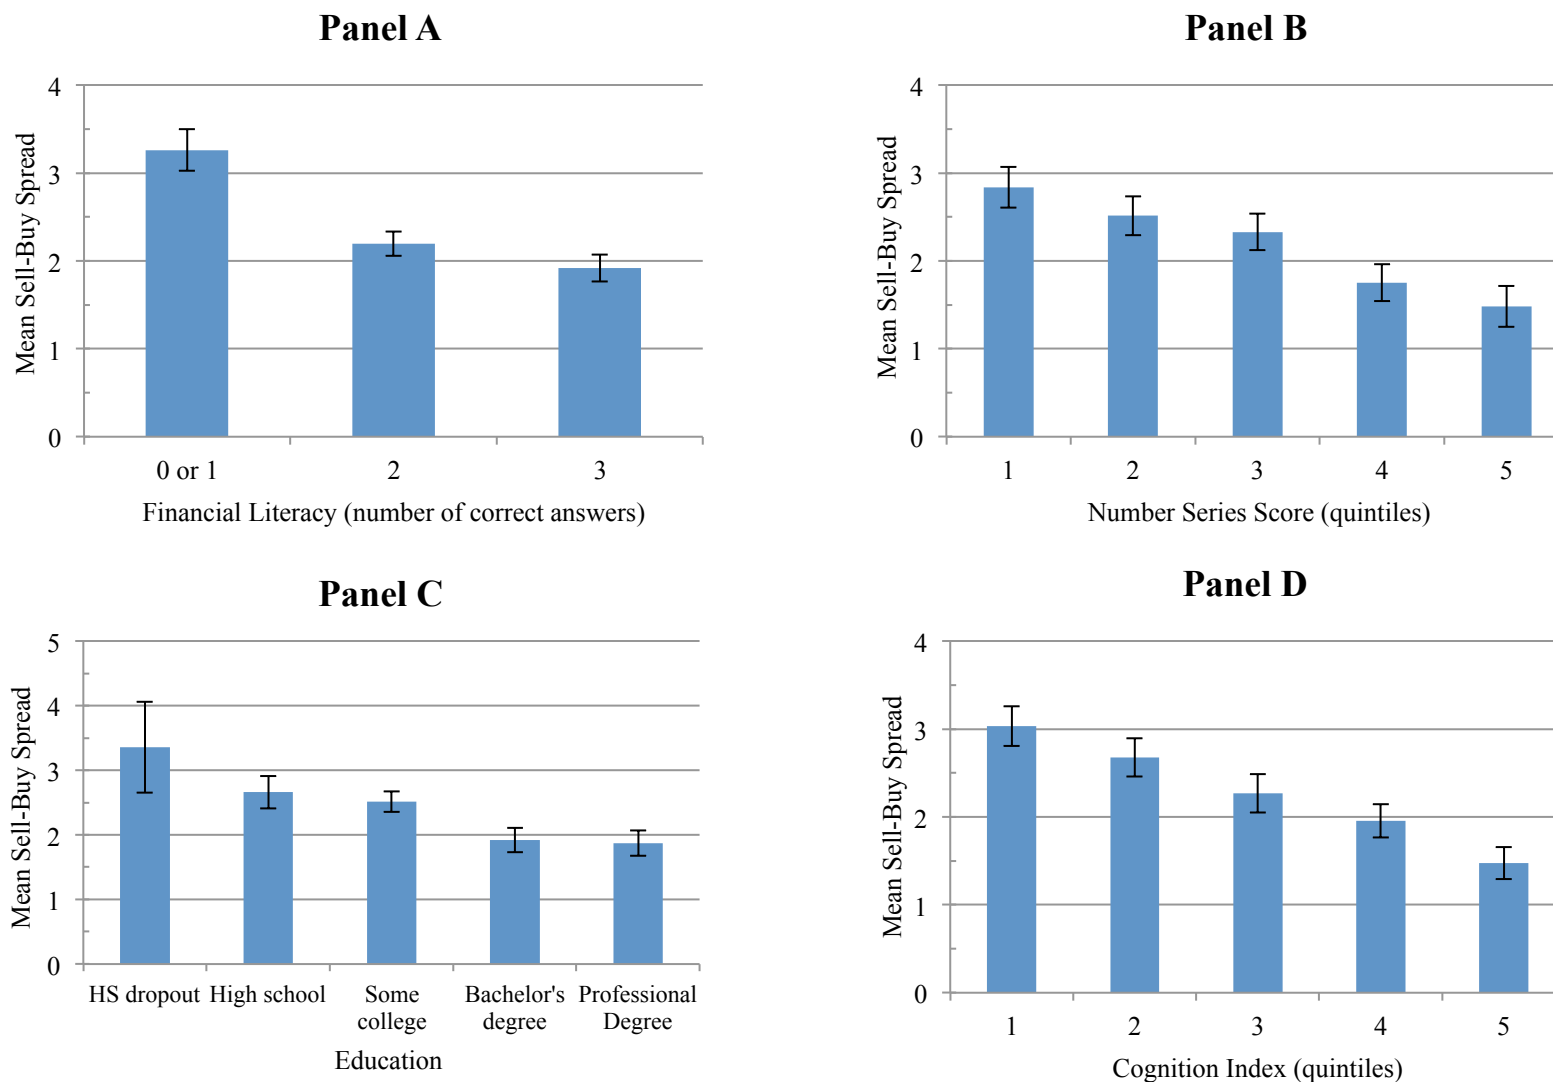 Panel A
Mean Sell-Buy Spread
4
3
2
1
0
0 or 1 2 3
Financial Literacy (number of correct answers)
Panel B
Mean Sell-Buy Spread
4
3
2
1
0
1 2 3 4 5
Number Series Score (quintiles)
Panel C
Mean Sell-Buy Spread
5
4
3
2
1
0
HS dropout High school Some Bachelor's Professional
college degree Degree
Education
Panel D
Mean Sell-Buy Spread
4
3
2
1
0
1 2 3 4 5
Cognition Index (quintiles)